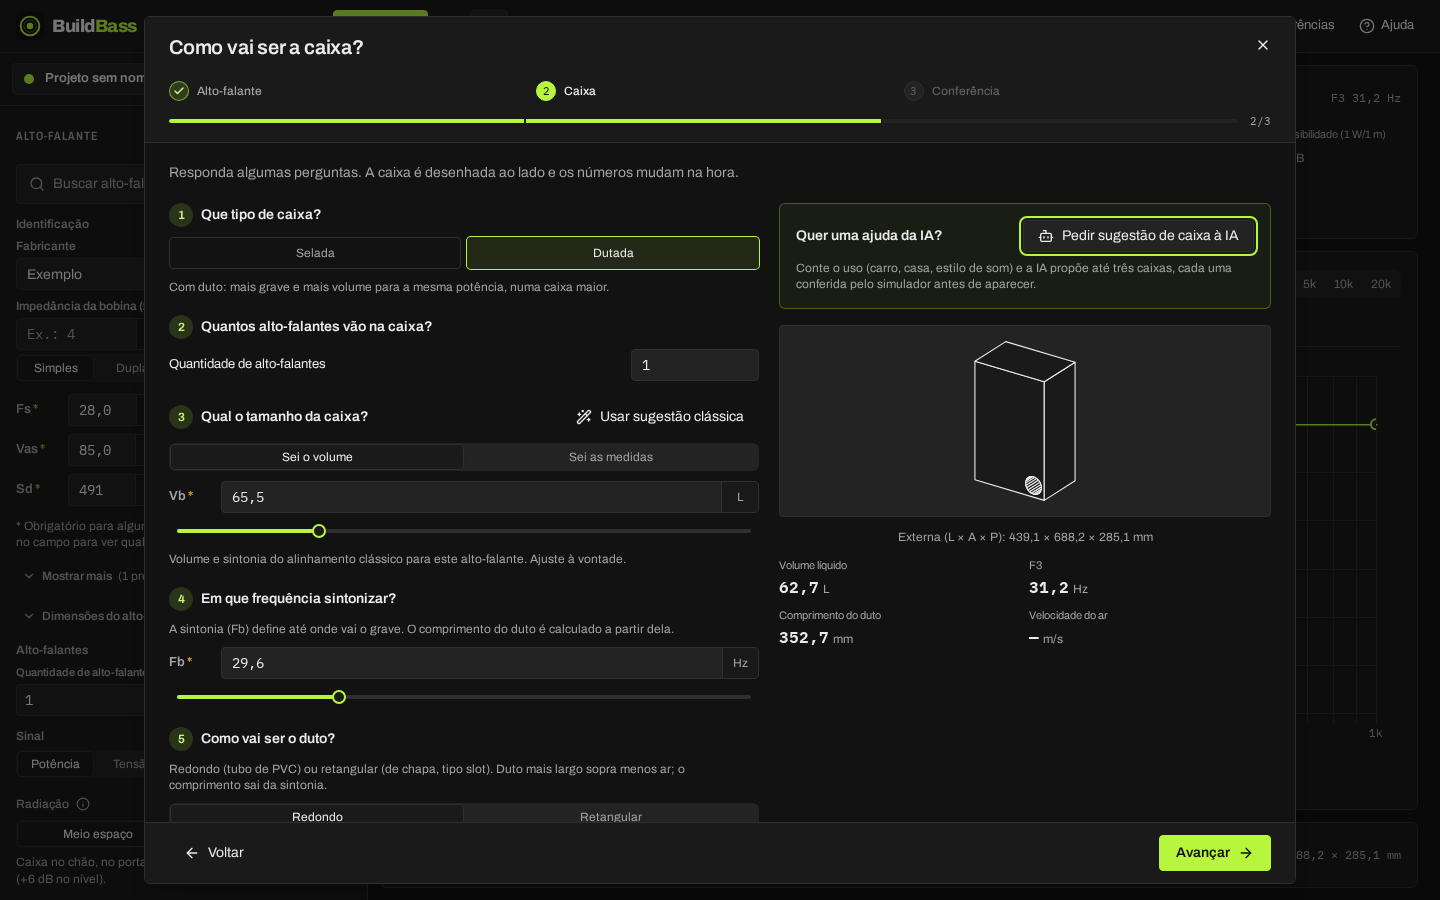 BuildBass
rências
Ajuda
Projeto sem nom
ALTO-FALANTE
Buscar alto-fal
Identificação
Fabricante
Exemplo
Impedância da bobina (
Ex.: 4
Simples
Dupl
Fs*
28,0
Vas*
85,0
Sd*
491
* Obrigatório para algur
no campo para ver qual
Mostrar mais (1 pr
Dimensões do alto-
Alto-falantes
Quantidade de alto-falante
1
Sinal
Potência
Tensã
Radiação
Meio espaço
Caixa no chão, no porta
(+6 dB no nível).
Como vai ser a caixa?
Alto-falante
2 Caixa
3 Conferência
2/3
Responda algumas perguntas. A caixa é desenhada ao lado e os números mudam na hora.
1 Que tipo de caixa?
Selada
Dutada
Com duto: mais grave e mais volume para a mesma potência, numa caixa maior.
2 Quantos alto-falantes vão na caixa?
Quantidade de alto-falantes
1
3 Qual o tamanho da caixa?
Usar sugestão clássica
Sei o volume
Sei as medidas
Vb*
65,5
L
Volume e sintonia do alinhamento clássico para este alto-falante. Ajuste à vontade.
4 Em que frequência sintonizar?
A sintonia (Fb) define até onde vai o grave. O comprimento do duto é calculado a partir dela.
Fb*
29,6
Hz
5 Como vai ser o duto?
Redondo (tubo de PVC) ou retangular (de chapa, tipo slot). Duto mais largo sopra menos ar; o
comprimento sai da sintonia.
Redondo
Retangular
Quer uma ajuda da IA?
Pedir sugestão de caixa à IA
Conte o uso (carro, casa, estilo de som) e a IA propõe até três caixas, cada uma
conferida pelo simulador antes de aparecer.
Externa (L × A × P): 439,1 × 688,2 × 285,1 mm
Volume líquido
62,7 L
F3
31,2 Hz
Comprimento do duto
352,7 mm
Velocidade do ar
– m/s
Voltar
Avançar
F3 31,2 Hz
sibilidade (1 W/1 m)
B
5k
10k
20k
1k
88,2 × 285,1 mm